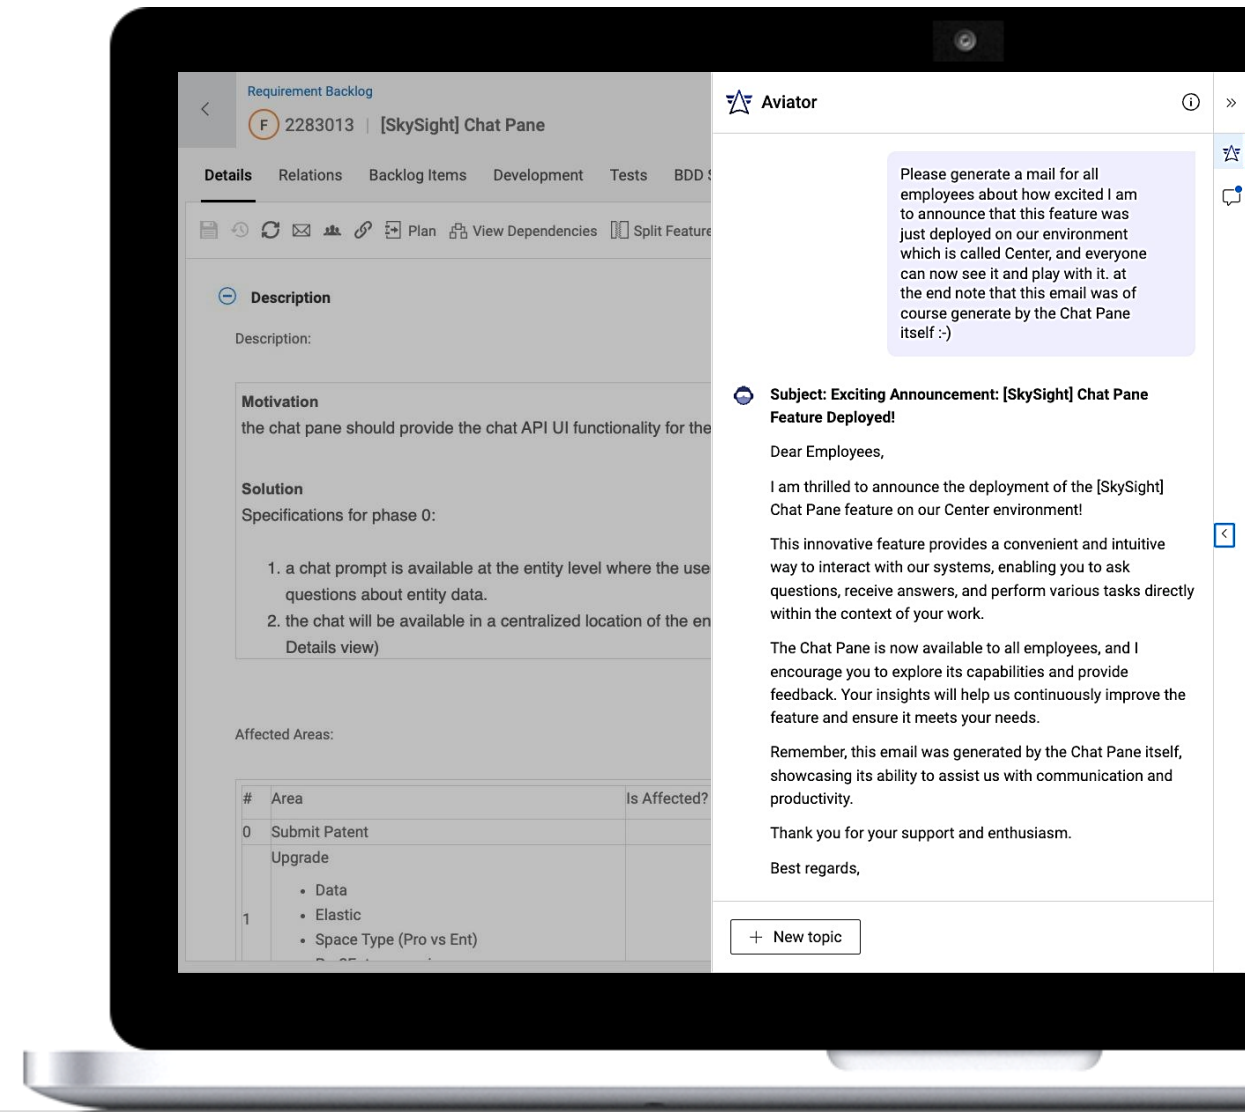 Requirement Backlog
F 2283013 | [SkySight] Chat Pane
Details Relations Backlog Items Development Tests BDD
Plan View Dependencies Split Feature
Description
Description:
Motivation
the chat pane should provide the chat API UI functionality for the
Solution
Specifications for phase 0:
1. a chat prompt is available at the entity level where the use
questions about entity data.
2. the chat will be available in a centralized location of the en
Details view)
Affected Areas:
# Area Is Affected?
0 Submit Patent
Upgrade
1
• Data
• Elastic
• Space Type (Pro vs Ent)
Aviator
Please generate a mail for all
employees about how excited I am
to announce that this feature was
just deployed on our environment
which is called Center, and everyone
can now see it and play with it. at
the end note that this email was of
course generate by the Chat Pane
itself :-)
Subject: Exciting Announcement: [SkySight] Chat Pane
Feature Deployed!
Dear Employees,
I am thrilled to announce the deployment of the [SkySight]
Chat Pane feature on our Center environment!
This innovative feature provides a convenient and intuitive
way to interact with our systems, enabling you to ask
questions, receive answers, and perform various tasks directly
within the context of your work.
The Chat Pane is now available to all employees, and I
encourage you to explore its capabilities and provide
feedback. Your insights will help us continuously improve the
feature and ensure it meets your needs.
Remember, this email was generated by the Chat Pane itself,
showcasing its ability to assist us with communication and
productivity.
Thank you for your support and enthusiasm.
Best regards,
+ New topic